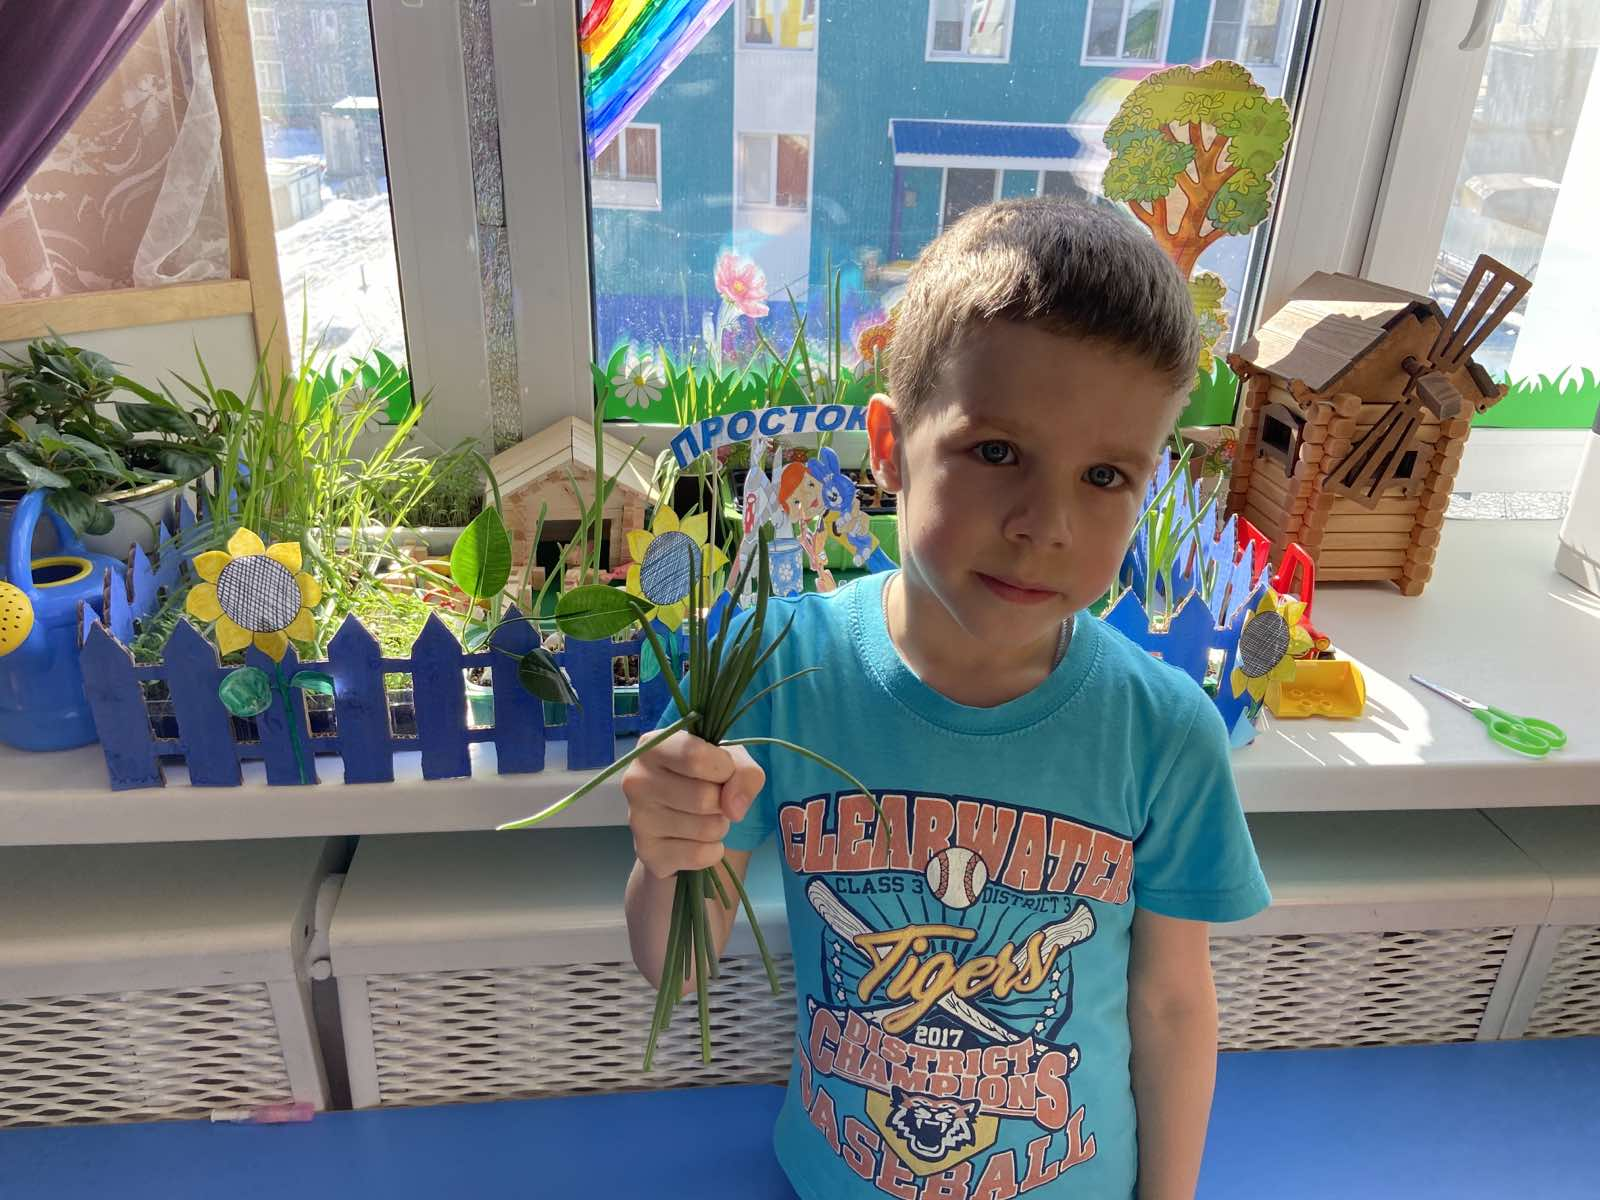 ПРОСТОК
CLEARWATER
CLASS 3 DISTRICT 3
Tigers
2017
DISTRICT
CHAMPIONS
BASEBALL